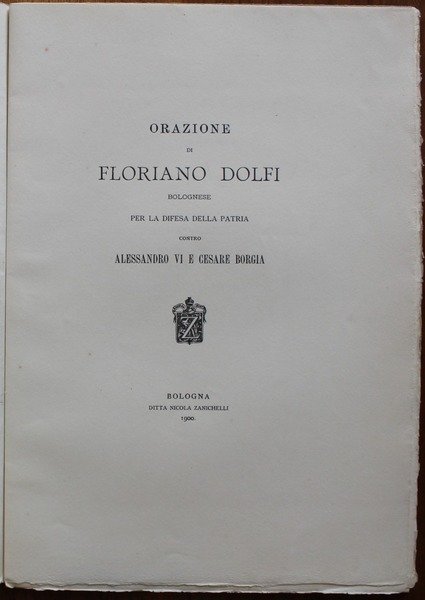 ORAZIONE
DI
FLORIANO DOLFI
BOLOGNESE
PER LA DIFESA DELLA PATRIA
CONTRO
ALESSANDRO VI E CESARE BORGIA
BOLOGNA
DITTA NICOLA ZANICHELLI
1900.